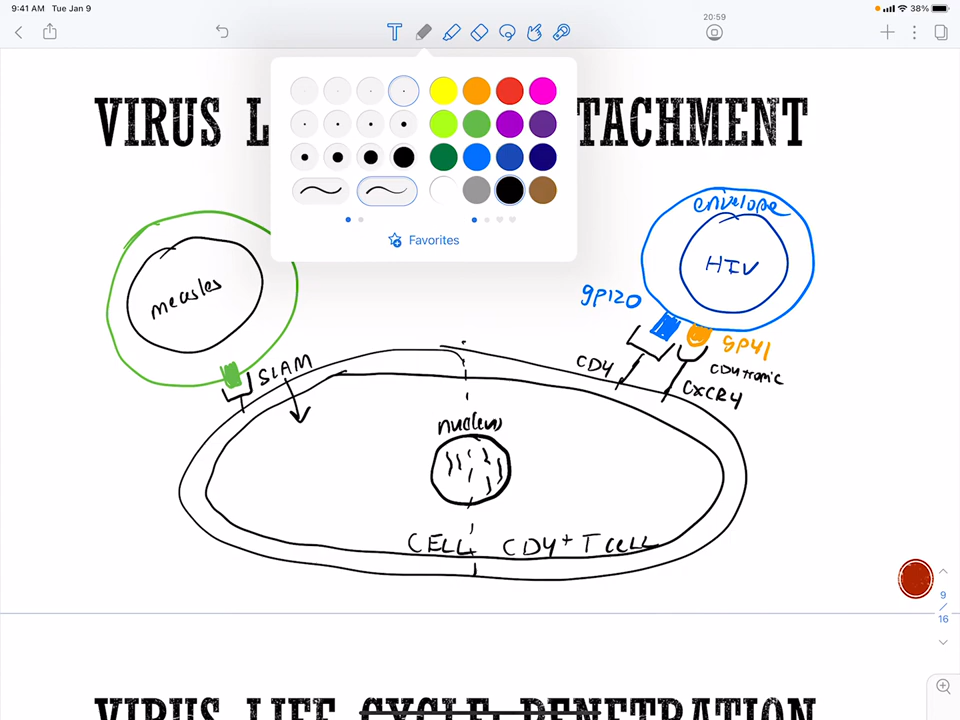 9:41 AM Tue Jan 9
38%
20:59
T
VIRUS L
TACHMENT
Favorites
envelope
HIV
measles
gp120
gp41
SLAM
CD4
CD4 tropic
CXCR4
nucleus
CELL CD4+ T CELL
9
/
16
VIRUS LIFE CYCLE: PENETRATION